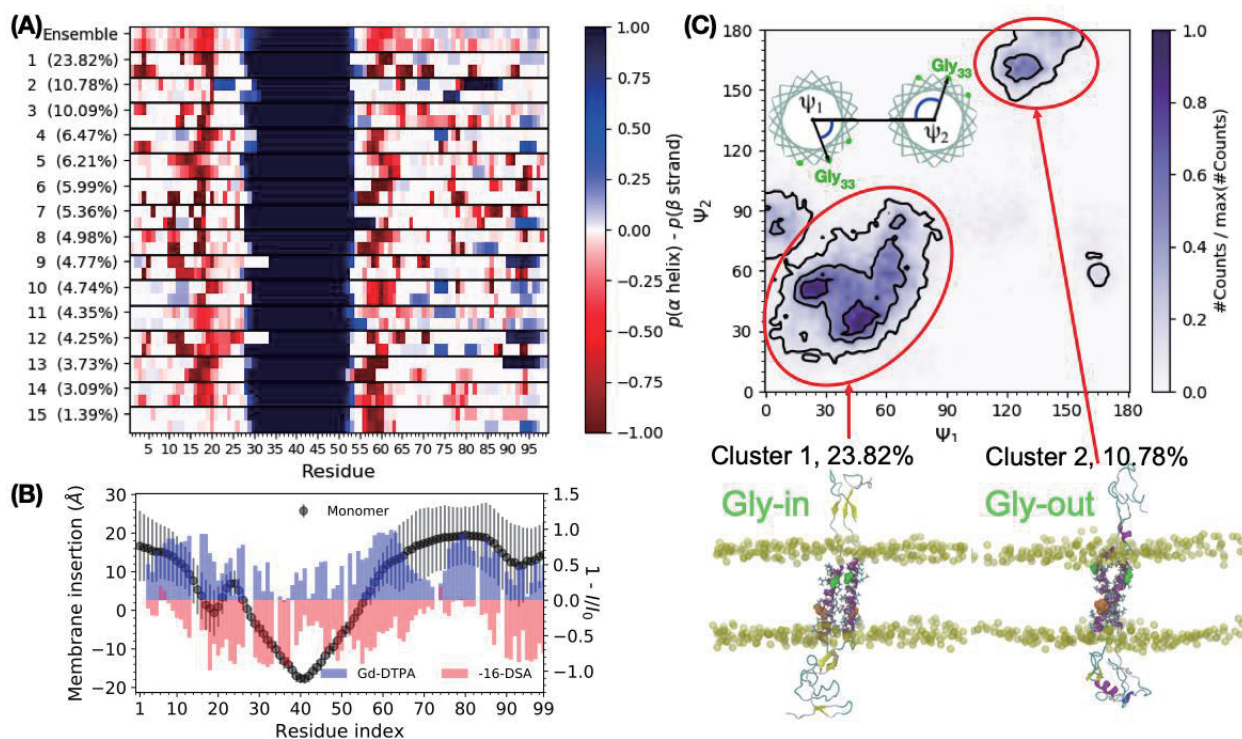 (A)
Ensemble
1 (23.82%)
2 (10.78%)
3 (10.09%)
4 (6.47%)
5 (6.21%)
6 (5.99%)
7 (5.36%)
8 (4.98%)
9 (4.77%)
10 (4.74%)
11 (4.35%)
12 (4.25%)
13 (3.73%)
14 (3.09%)
15 (1.39%)
5 10 15 20 25 30 35 40 45 50 55 60 65 70 75 80 85 90 95
Residue
1.00
0.75
0.50
0.25
0.00
−0.25
−0.50
−0.75
−1.00
p(α helix) - p(β strand)
(B)
Membrane insertion (Å)
30
20
10
0
−10
−20
Monomer
Gd-DTPA
-16-DSA
1 10 20 30 40 50 60 70 80 90 99
Residue index
1.5
1.0
0.5
0.0
−0.5
−1.0
1 - I/I₀
(C)
Ψ₂
180
150
120
90
60
30
0
ψ₁
Gly₃₃
Gly₃₃
ψ₂
0 30 60 90 120 150 180
Ψ₁
1.0
0.8
0.6
0.4
0.2
0.0
#Counts / max(#Counts)
Cluster 1, 23.82%
Cluster 2, 10.78%
Gly-in
Gly-out